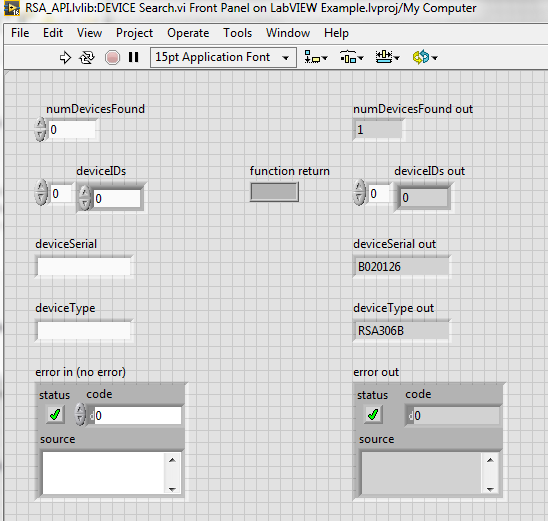 RSA_API.lvlib:DEVICE Search.vi Front Panel on LabVIEW Example.lvproj/My Computer
File Edit View Project Operate Tools Window Help
15pt Application Font
numDevicesFound
0
numDevicesFound out
1
deviceIDs
0 0
function return
deviceIDs out
0 0
deviceSerial
deviceSerial out
B020126
deviceType
deviceType out
RSA306B
error in (no error)
status code
d0
source
error out
status code
d0
source